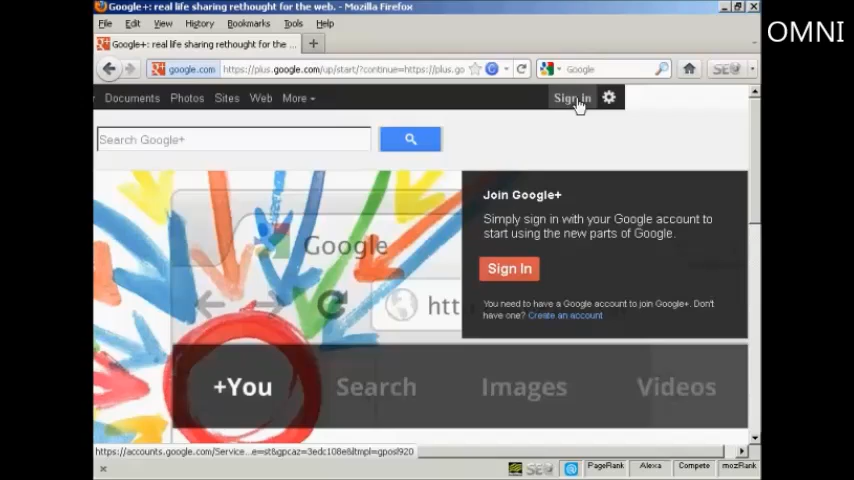 Google+: real life sharing rethought for the web. - Mozilla Firefox
OMNI
File Edit View History Bookmarks Tools Help
Google+: real life sharing rethought for the ... +
google.com https://plus.google.com/up/start/?continue=https://plus.go C Google SEO
Documents Photos Sites Web More Sign in
Search Google+
Join Google+
Simply sign in with your Google account to
start using the new parts of Google.
Google
Sign In
htt
You need to have a Google account to join Google+. Don't
have one? Create an account
+You Search Images Videos
https://accounts.google.com/Service...e=st&gpcaz=3edc108e&ltmpl=gposl920
x SEO PageRank Alexa Compete mozRank